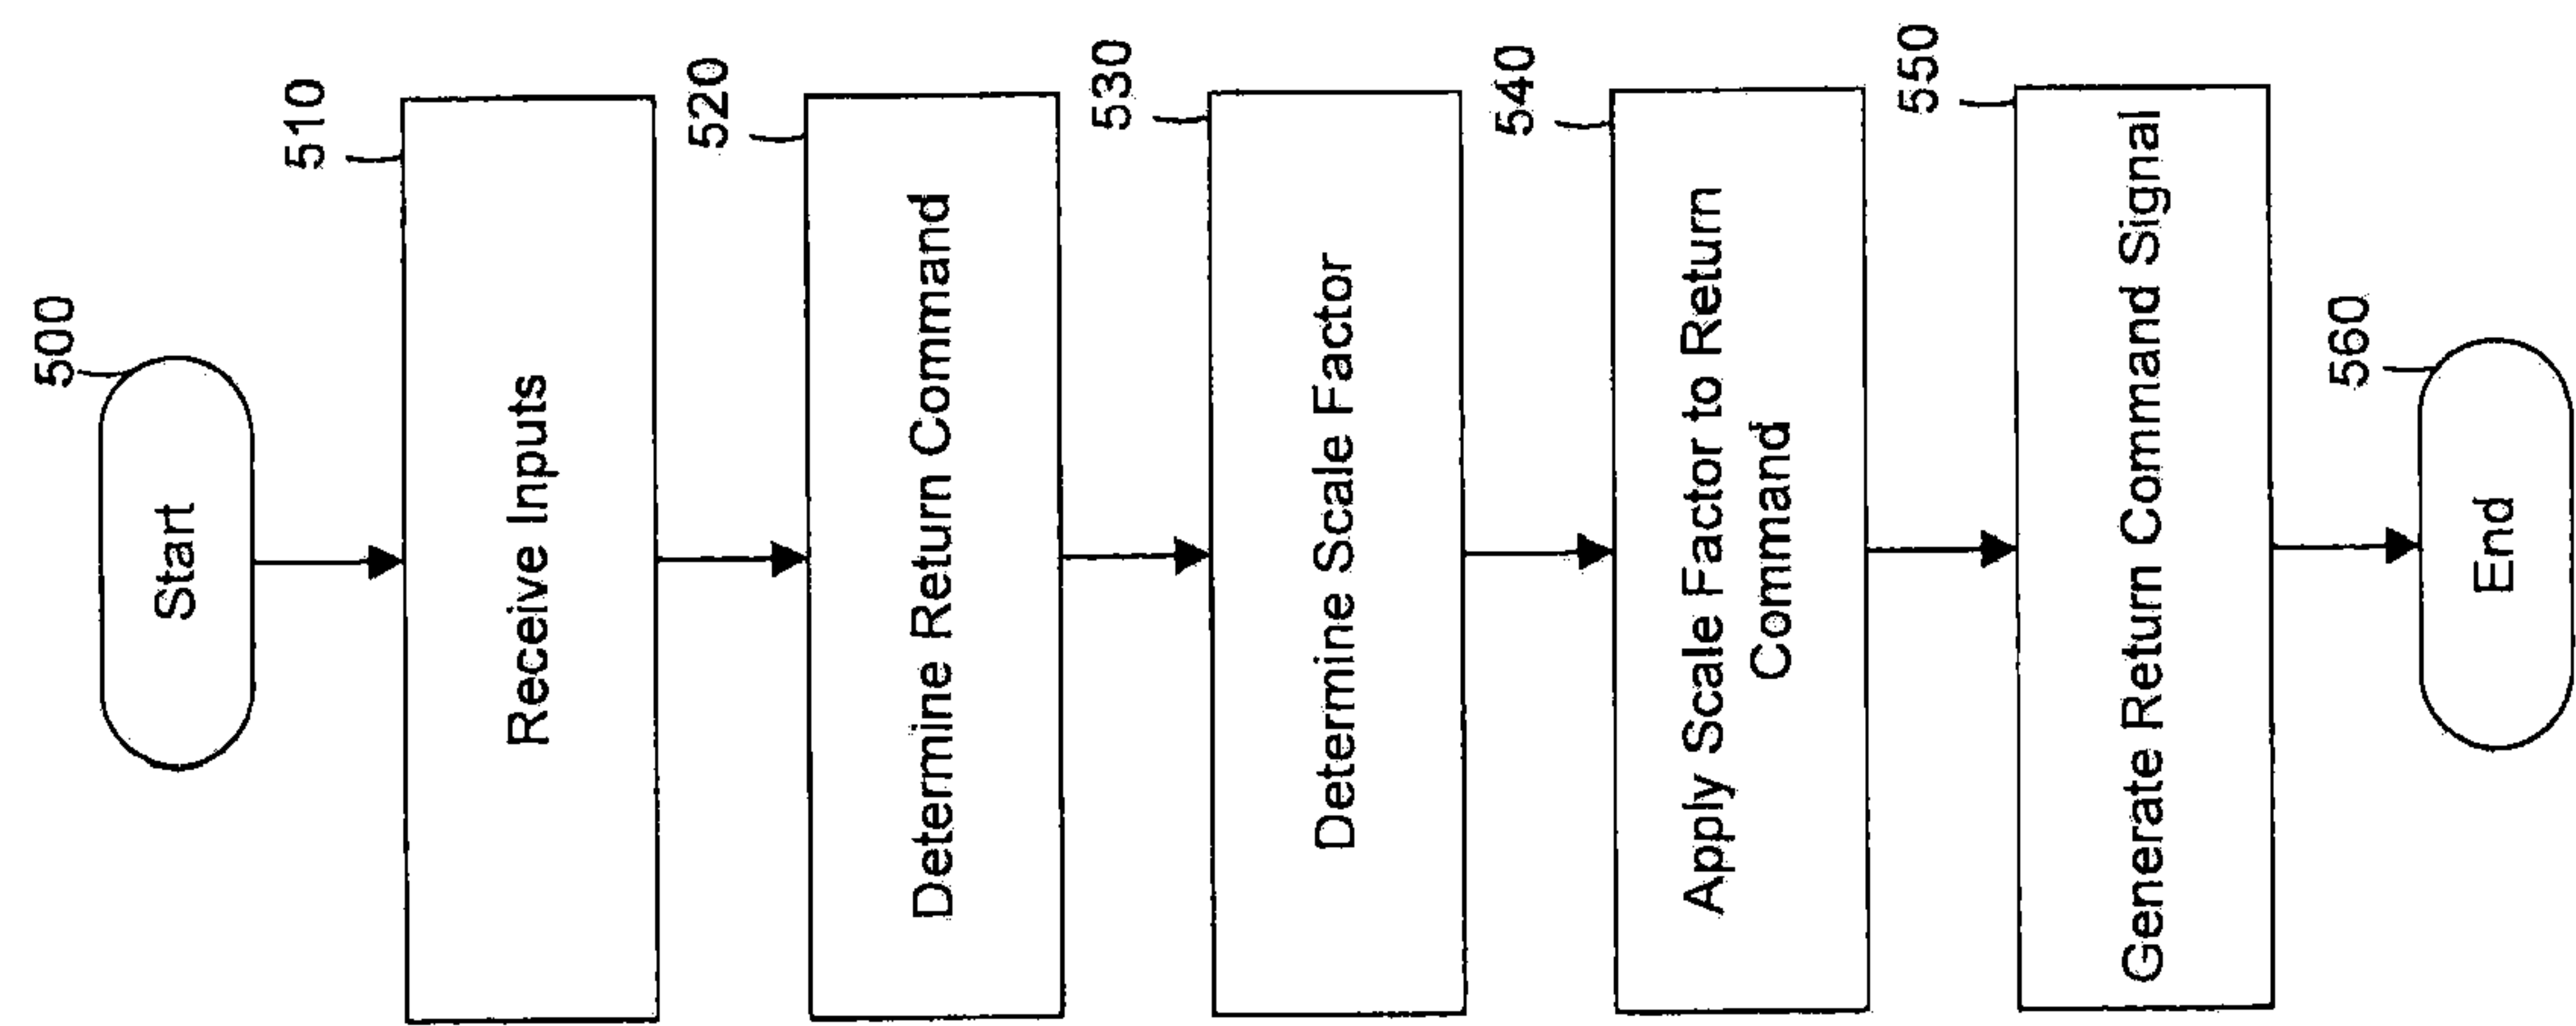 500
Start
510
Receive Inputs
520
Determine Return Command
530
Determine Scale Factor
540
Apply Scale Factor to Return
Command
550
Generate Return Command Signal
560
End